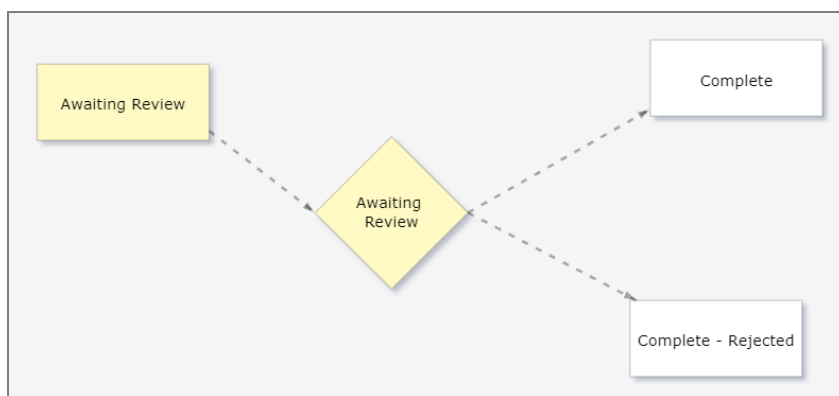 Awaiting Review
Complete
Awaiting
Review
Complete - Rejected